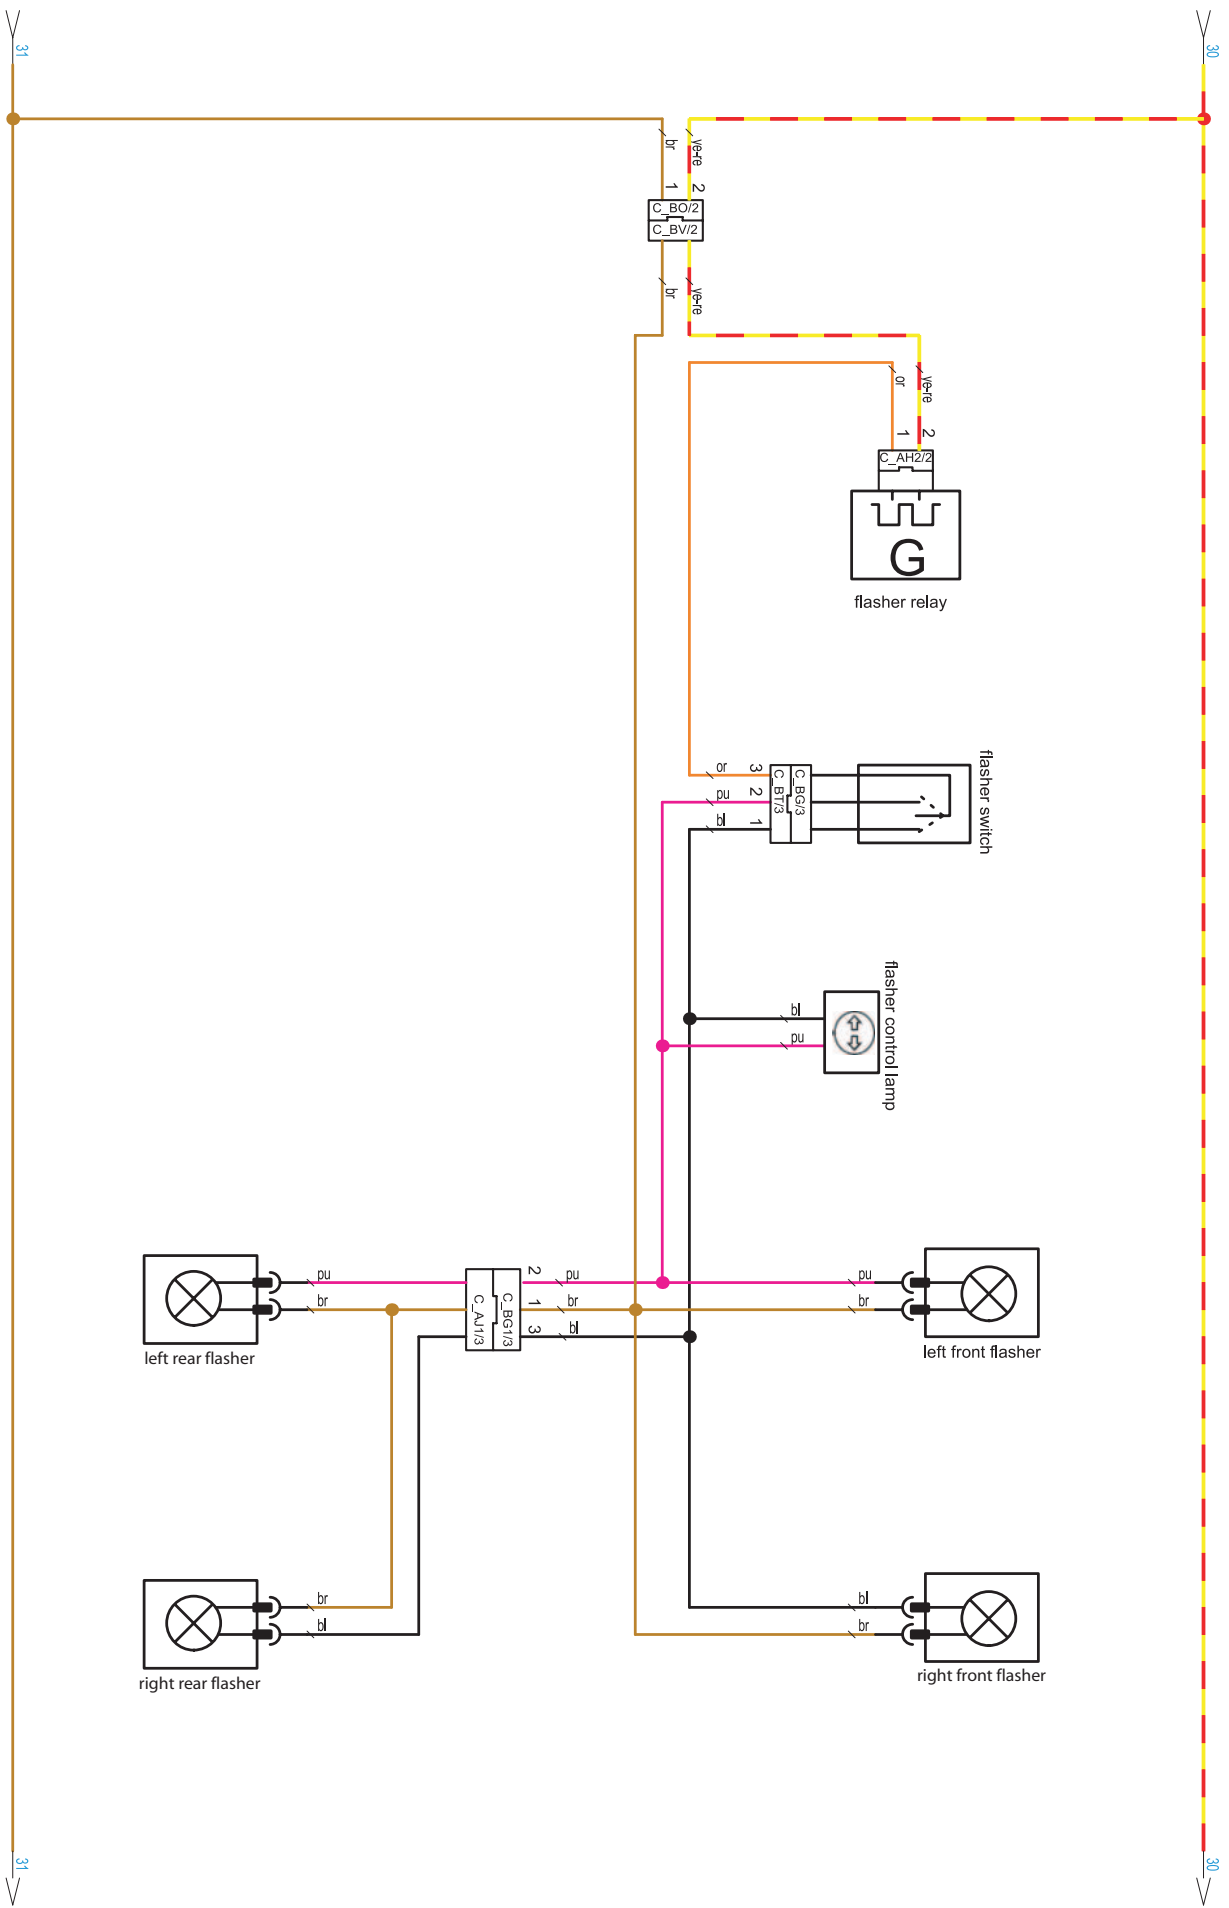 31
30
br
ye-re
1
2
C_BO/2
C_BV/2
br
ye-re
or
ye-re
1
2
C_AH2/2
G
flasher relay
flasher switch
or
3
pu
2
bl
1
C_BT/3
C_BG/3
flasher control lamp
bl
pu
pu
2
pu
pu
br
1
br
br
3
bl
C_AJ1/3
C_BG1/3
left rear flasher
left front flasher
br
bl
bl
br
right rear flasher
right front flasher
31
30